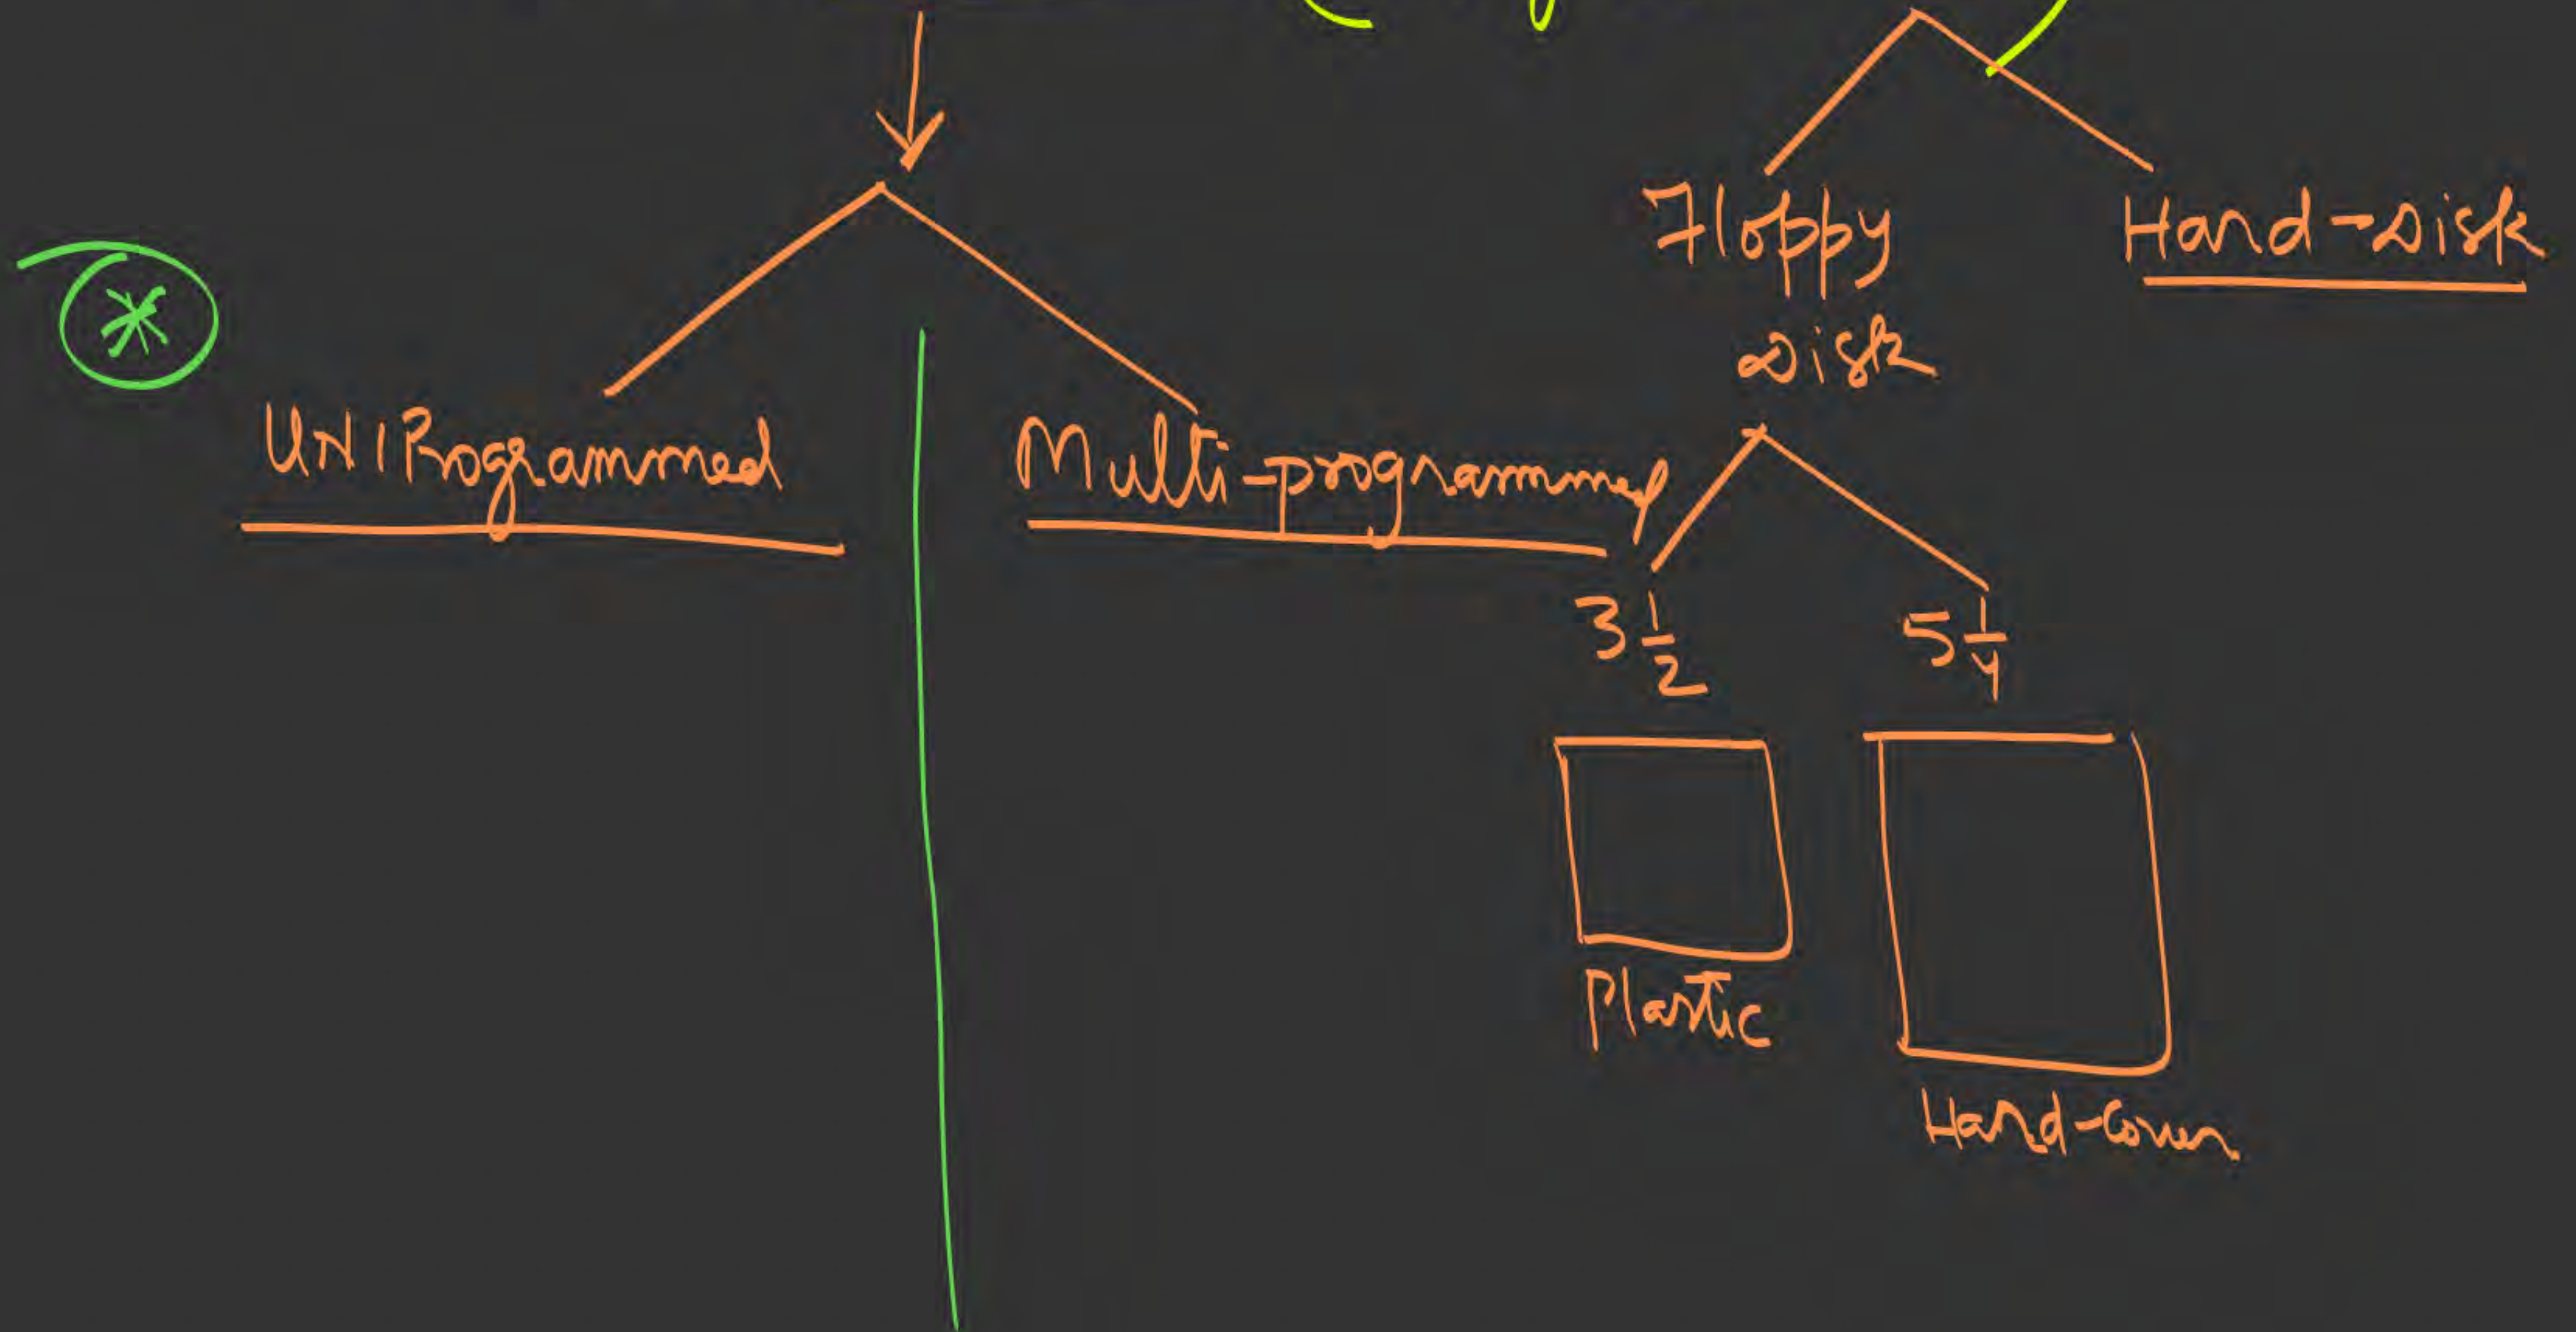 Floppy Hard-Disk
Disk
*
UNIProgrammed Multi-programmed
3 1/2 5 1/4
Plastic
Hard-Cover